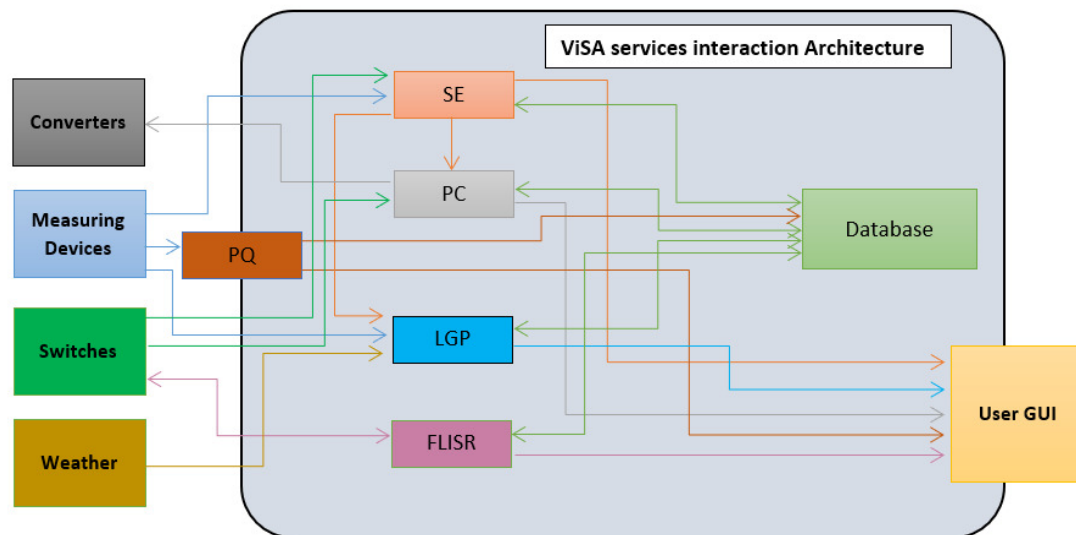 ViSA services interaction Architecture
SE
Converters
PC
Measuring
Devices
PQ
Database
LGP
Switches
User GUI
FLISR
Weather